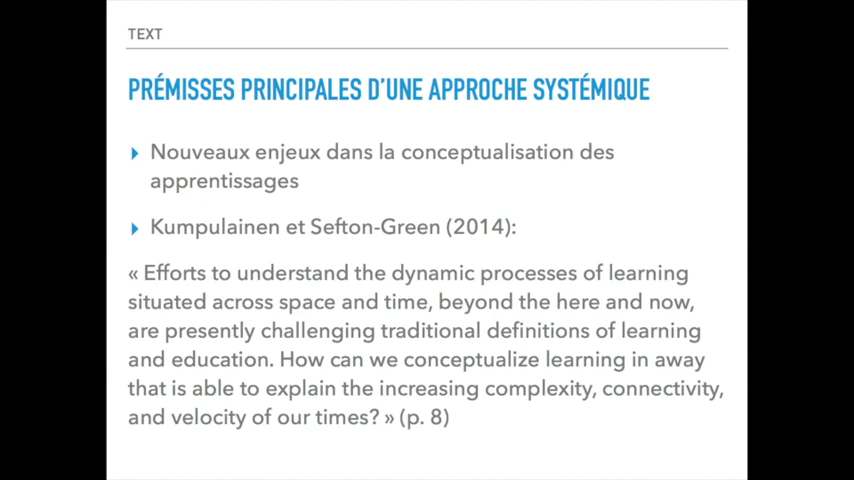 TEXT
PRÉMISSES PRINCIPALES D'UNE APPROCHE SYSTÉMIQUE
Nouveaux enjeux dans la conceptualisation des
apprentissages
Kumpulainen et Sefton-Green (2014):
« Efforts to understand the dynamic processes of learning
situated across space and time, beyond the here and now,
are presently challenging traditional definitions of learning
and education. How can we conceptualize learning in away
that is able to explain the increasing complexity, connectivity,
and velocity of our times? » (p. 8)